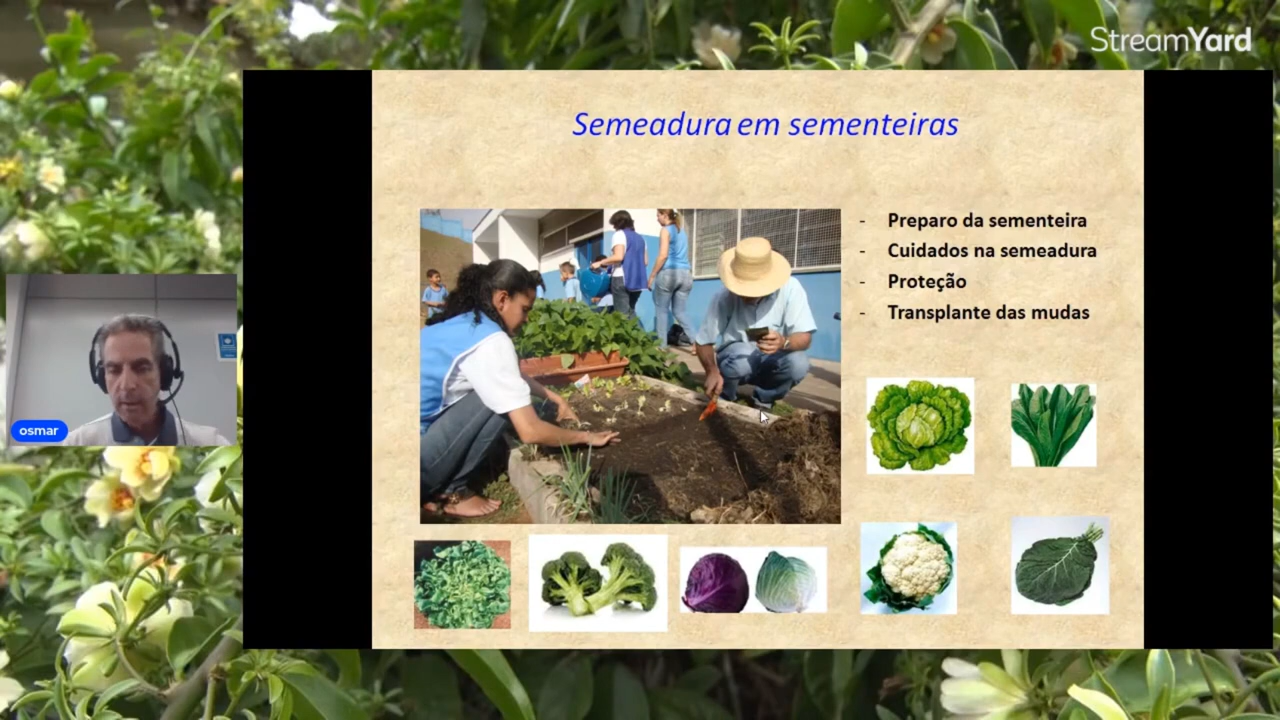 StreamYard
Semeadura em sementeiras
- Preparo da sementeira
- Cuidados na semeadura
- Proteção
- Transplante das mudas
osmar